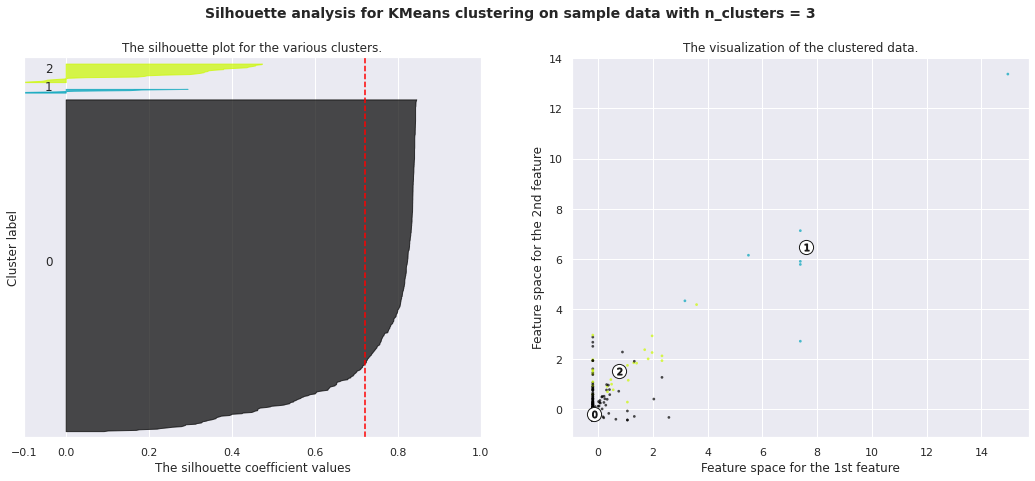 Silhouette analysis for KMeans clustering on sample data with n_clusters = 3
The silhouette plot for the various clusters.
2
1
0
Cluster label
−0.1 0.0 0.2 0.4 0.6 0.8 1.0
The silhouette coefficient values
The visualization of the clustered data.
14
12
10
8
6
4
2
0
Feature space for the 2nd feature
1
2
0
0 2 4 6 8 10 12 14
Feature space for the 1st feature